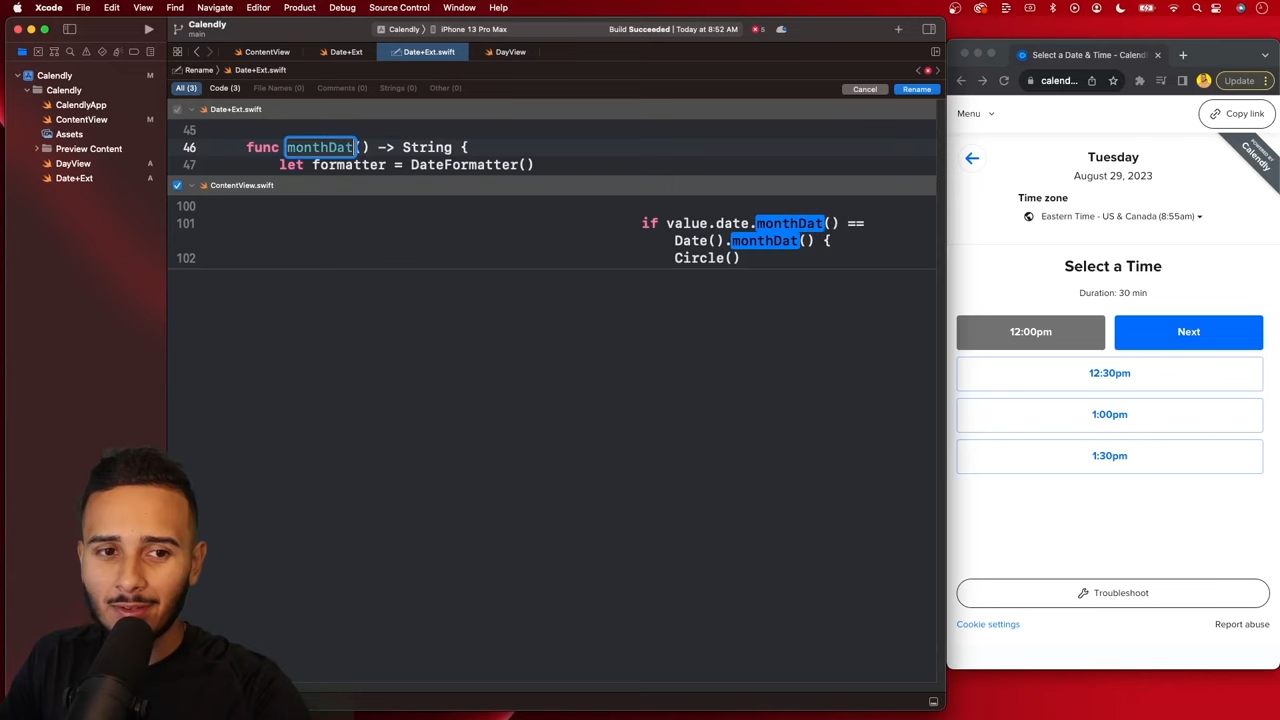 Xcode File Edit View Find Navigate Editor Product Debug Source Control Window Help
Calendly
main
Calendly iPhone 13 Pro Max
Build Succeeded | Today at 8:52 AM
5
ContentView
Date+Ext
Date+Ext.swift
DayView
Rename Date+Ext.swift
All (3) Code (3) File Names (0) Comments (0) Strings (0) Other (0)
Cancel Rename
Calendly M
Calendly
CalendlyApp
ContentView M
Assets
Preview Content
DayView A
Date+Ext A
Date+Ext.swift
45
46 func monthDat() -> String {
47 let formatter = DateFormatter()
ContentView.swift
100
101 if value.date.monthDat() ==
Date().monthDat() {
102 Circle()
Select a Date & Time - Calendl
calend...
Update
Menu
Copy link
POWERED BY
Calendly
Tuesday
August 29, 2023
Time zone
Eastern Time - US & Canada (8:55am)
Select a Time
Duration: 30 min
12:00pm Next
12:30pm
1:00pm
1:30pm
Troubleshoot
Cookie settings Report abuse